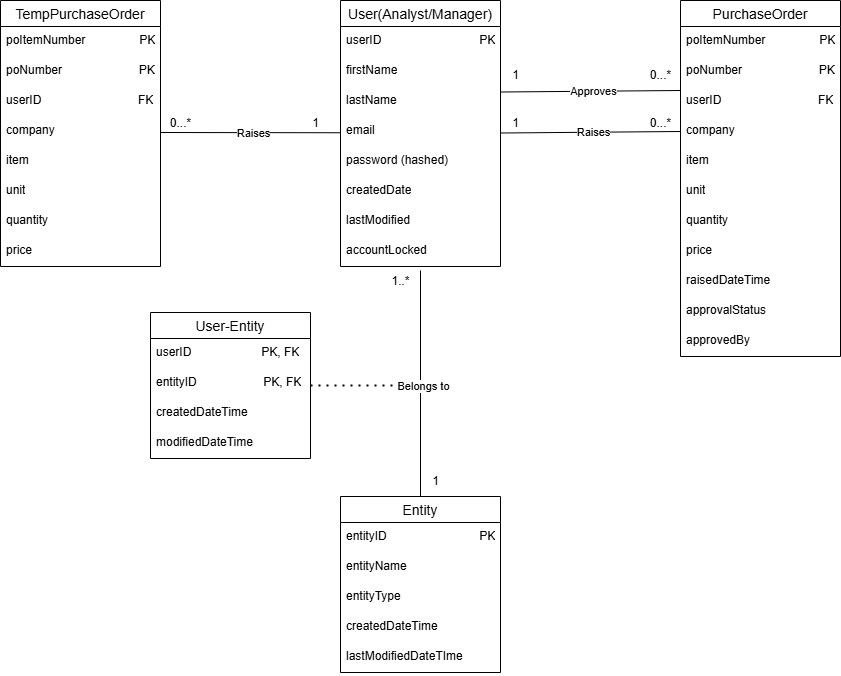 TempPurchaseOrder
poItemNumber PK
poNumber PK
userID FK
company
item
unit
quantity
price
0...*
Raises
1
User(Analyst/Manager)
userID PK
firstName
lastName
email
password (hashed)
createdDate
lastModified
accountLocked
1
Approves
0...*
1
Raises
0...*
PurchaseOrder
poItemNumber PK
poNumber PK
userID FK
company
item
unit
quantity
price
raisedDateTime
approvalStatus
approvedBy
1..*
User-Entity
userID PK, FK
entityID PK, FK
createdDateTime
modifiedDateTime
Belongs to
1
Entity
entityID PK
entityName
entityType
createdDateTime
lastModifiedDateTIme